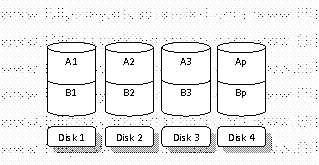 A1 A2 A3 Ap
B1 B2 B3 Bp
Disk 1 Disk 2 Disk 3 Disk 4